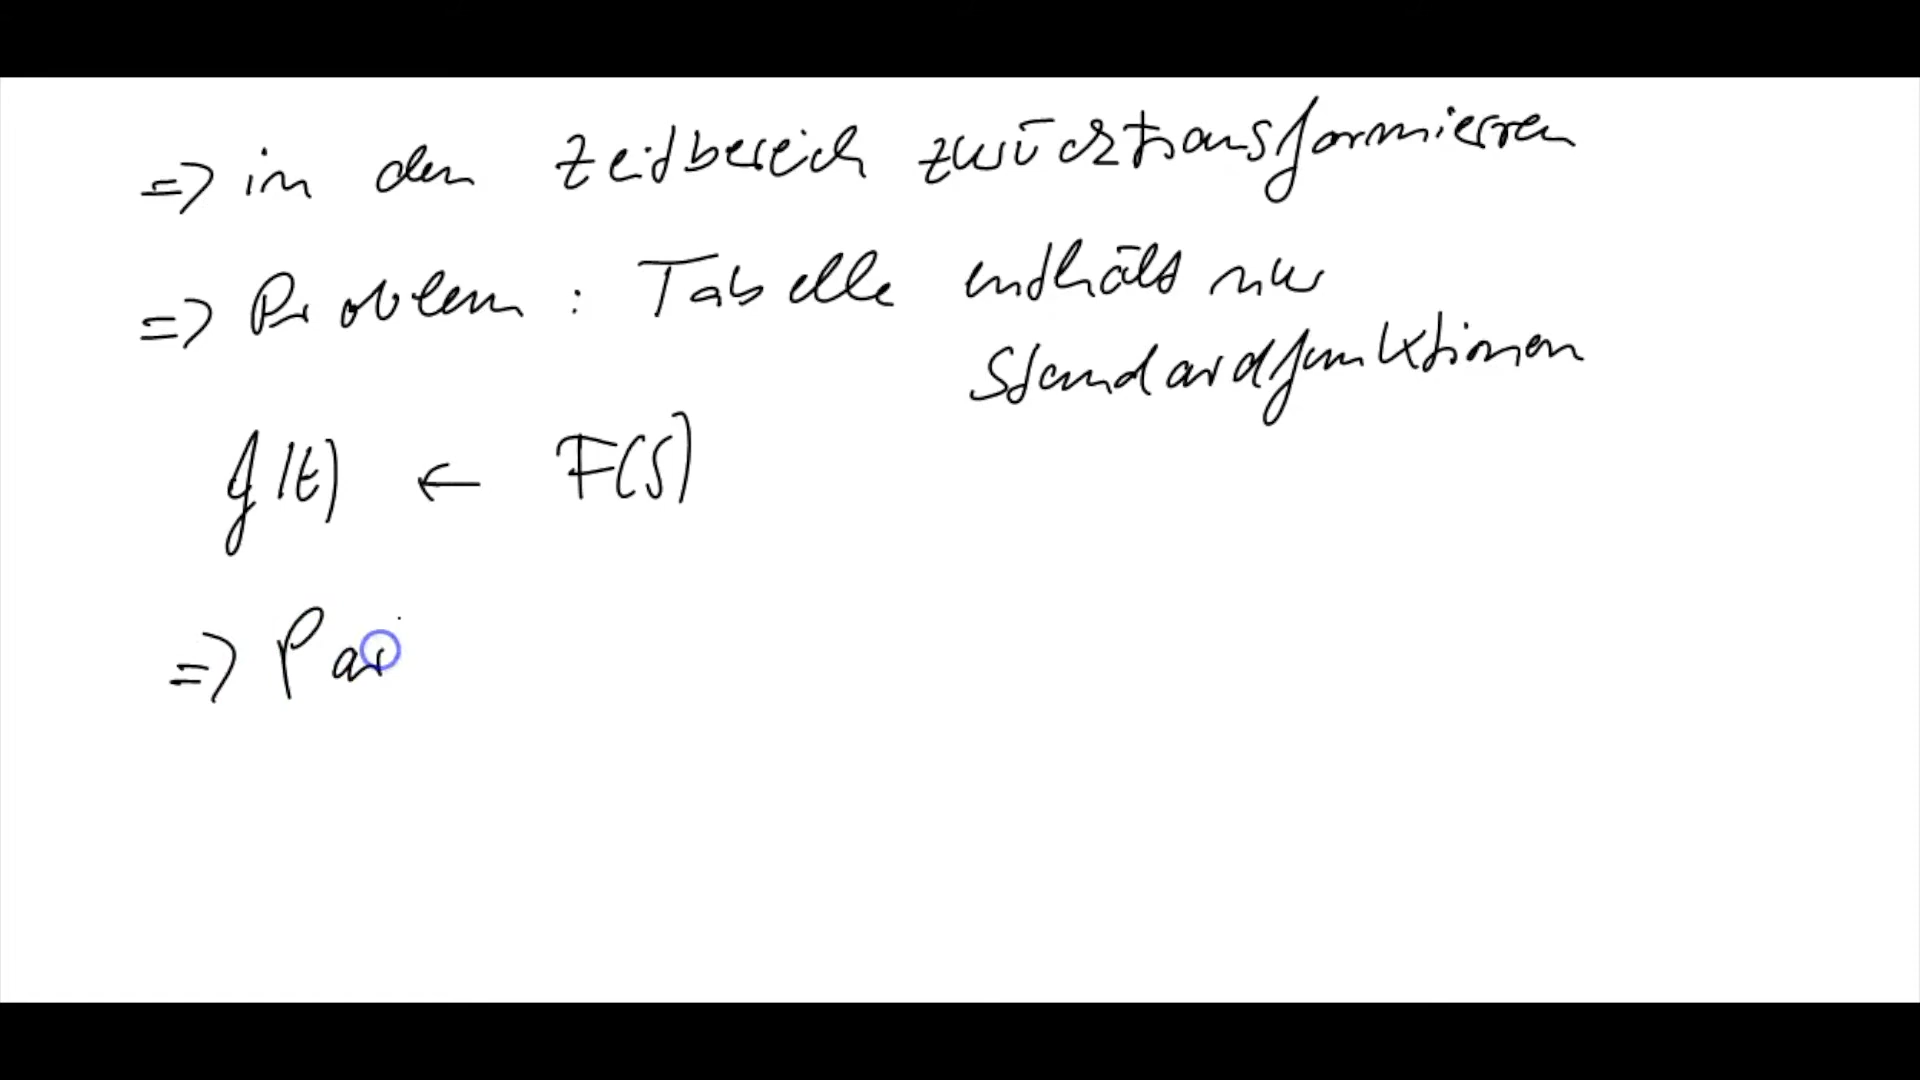 => in den Zeitbereich zurücktransformieren
=> Problem : Tabelle enthält nur
Standardfunktionen
f(t) ← F(s)
=> Par